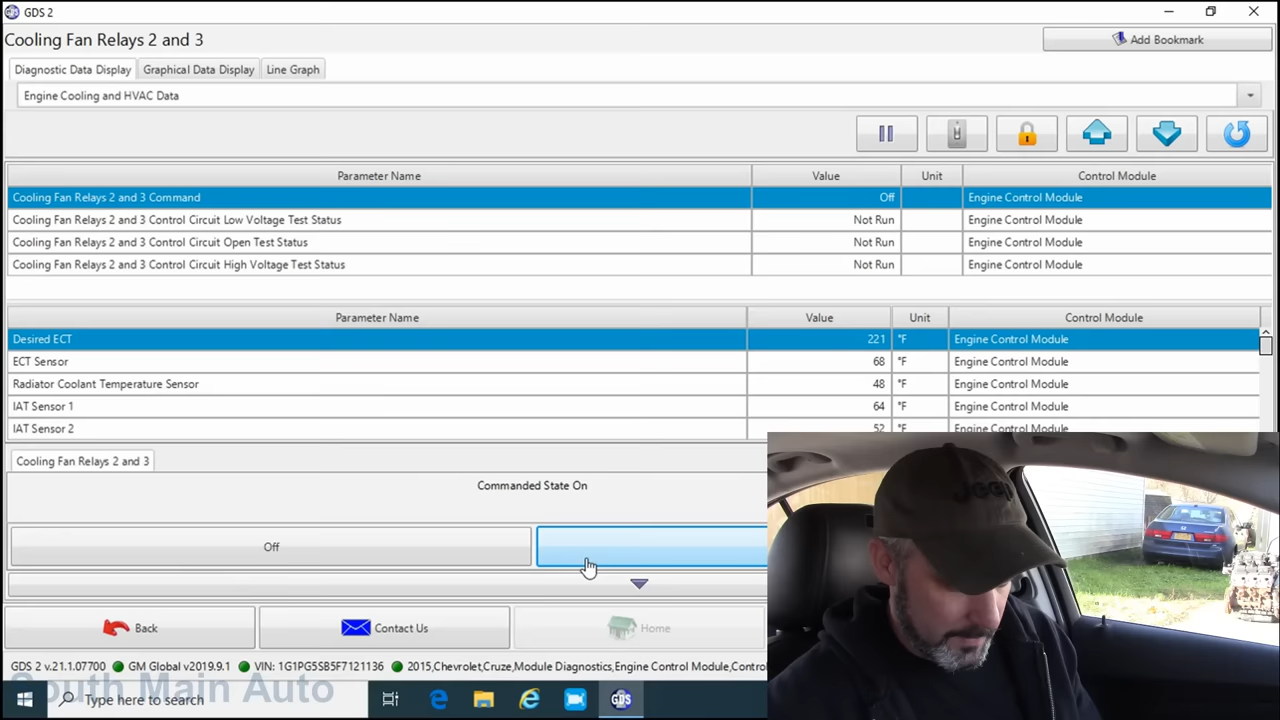 GDS 2
Cooling Fan Relays 2 and 3
Add Bookmark
Diagnostic Data Display Graphical Data Display Line Graph
Engine Cooling and HVAC Data
Parameter Name Value Unit Control Module
Cooling Fan Relays 2 and 3 Command Off Engine Control Module
Cooling Fan Relays 2 and 3 Control Circuit Low Voltage Test Status Not Run Engine Control Module
Cooling Fan Relays 2 and 3 Control Circuit Open Test Status Not Run Engine Control Module
Cooling Fan Relays 2 and 3 Control Circuit High Voltage Test Status Not Run Engine Control Module
Parameter Name Value Unit Control Module
Desired ECT 221 °F Engine Control Module
ECT Sensor 68 °F Engine Control Module
Radiator Coolant Temperature Sensor 48 °F Engine Control Module
IAT Sensor 1 64 °F Engine Control Module
IAT Sensor 2 52 °F Engine Control Module
Cooling Fan Relays 2 and 3
Commanded State On
Off
Back Contact Us Home
GDS 2 v.21.1.07700 GM Global v2019.9.1 VIN: 1G1PG5SB5F7121136 2015,Chevrolet,Cruze,Module Diagnostics,Engine Control Module,Contro
South Main Auto
Type here to search
GDS 2
Jeep